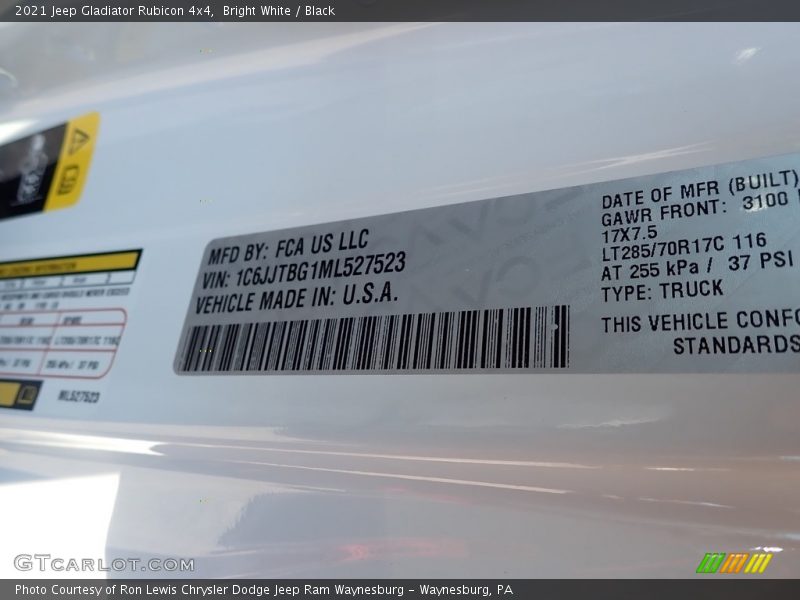 2021 Jeep Gladiator Rubicon 4x4, Bright White / Black
MFD BY: FCA US LLC
VIN: 1C6JJTBG1ML527523
VEHICLE MADE IN: U.S.A.
DATE OF MFR (BUILT)
GAWR FRONT: 3100
17X7.5
LT285/70R17C 116
AT 255 kPa / 37 PSI
TYPE: TRUCK
THIS VEHICLE CONFO
STANDARDS
ML527523
GTCARLOT.COM
Photo Courtesy of Ron Lewis Chrysler Dodge Jeep Ram Waynesburg – Waynesburg, PA